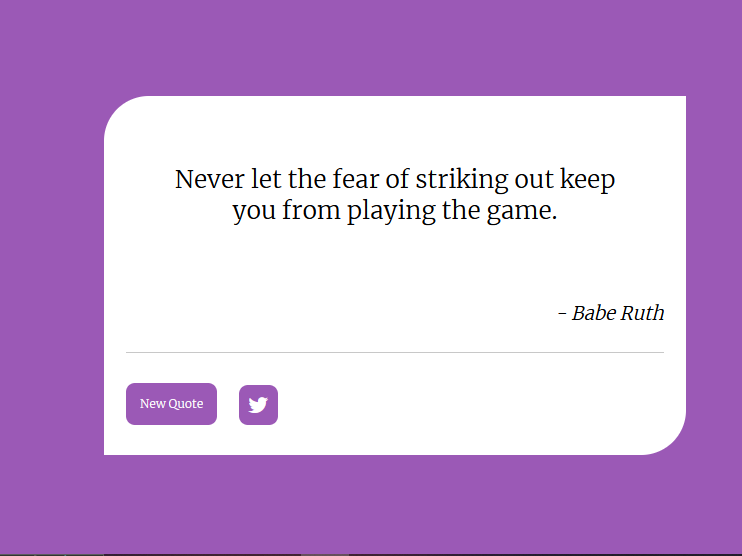 Never let the fear of striking out keep
you from playing the game.
- Babe Ruth
New Quote